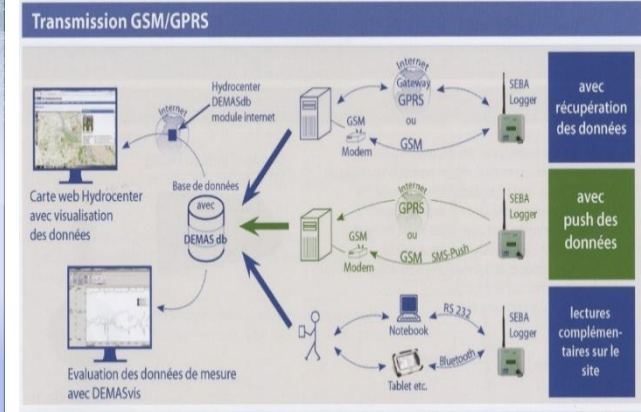 Transmission GSM/GPRS
Hydrocenter
DEMASdb
module internet
Internet
Carte web Hydrocenter
avec visualisation
des données
Base de données
avec
DEMAS db
Evaluation des données de mesure
avec DEMASvis
Internet
Gateway
GPRS
ou
GSM
GSM
Modem
SEBA
Logger
avec
récupération
des données
Internet
GPRS
ou
GSM SMS-Push
GSM
Modem
SEBA
Logger
avec
push des
données
Notebook
RS 232
Tablet etc.
Bluetooth
SEBA
Logger
lectures
complémen-
taires sur le
site